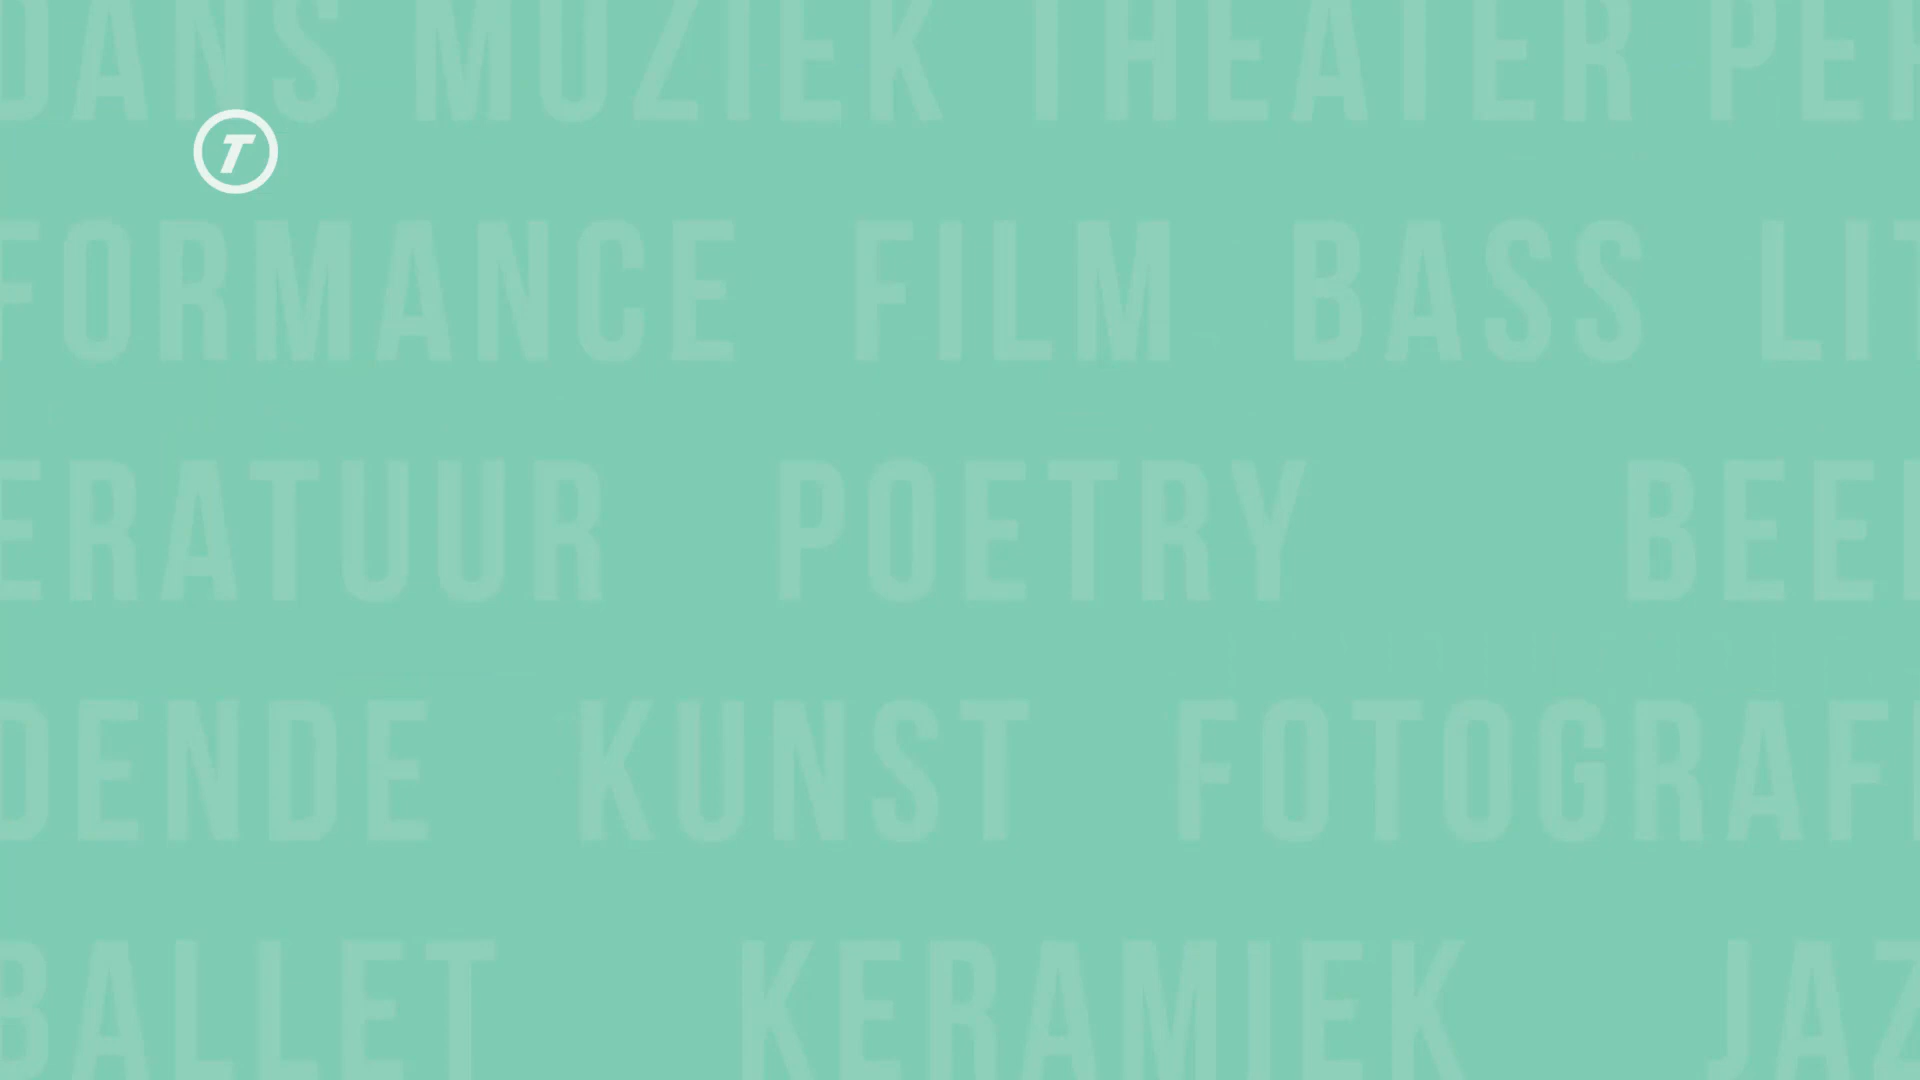 DANS MUZIEK THEATER PER
T
FORMANCE FILM BASS LIT
ERATUUR POETRY BEEL
DENDE KUNST FOTOGRAFI
BALLET KERAMIEK JAZ